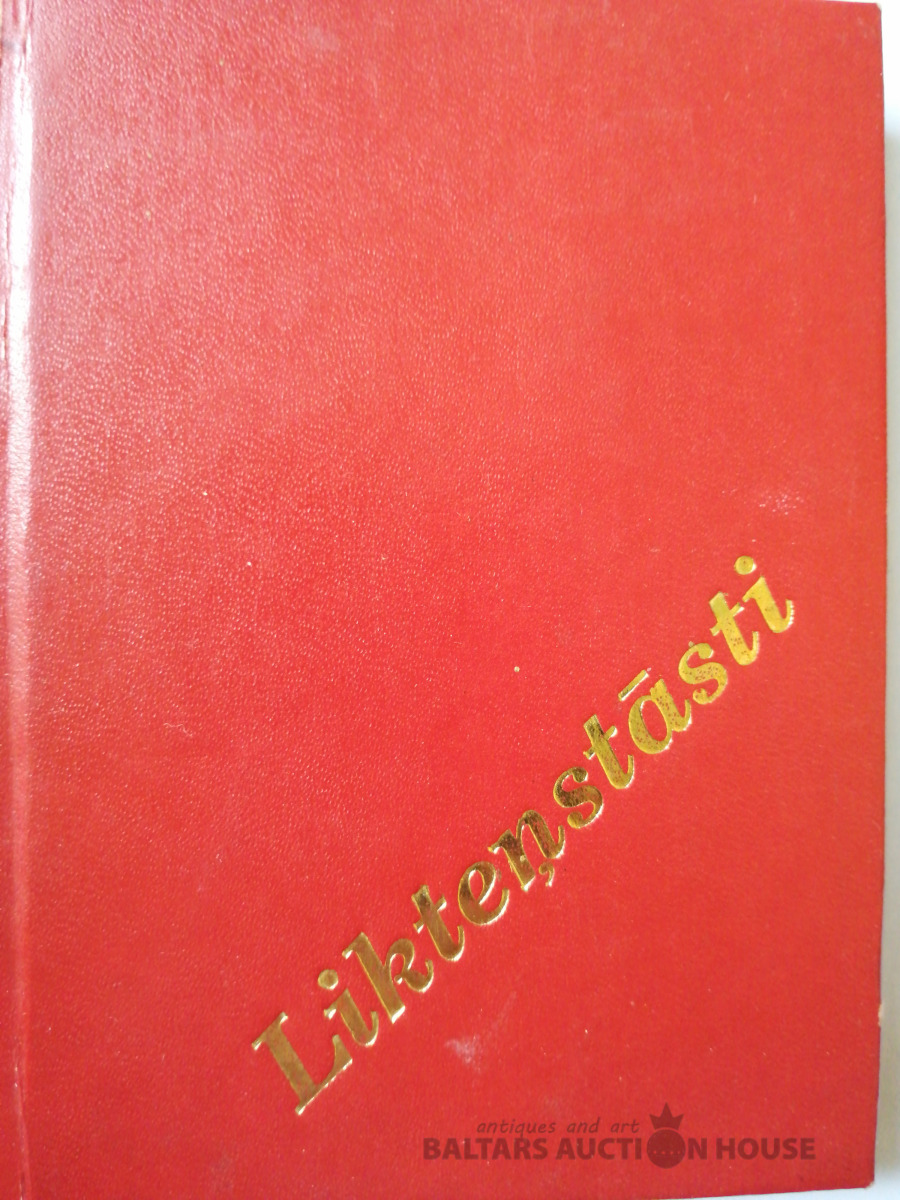 Likteņstāsti
antiques and art
BALTARS AUCTION HOUSE